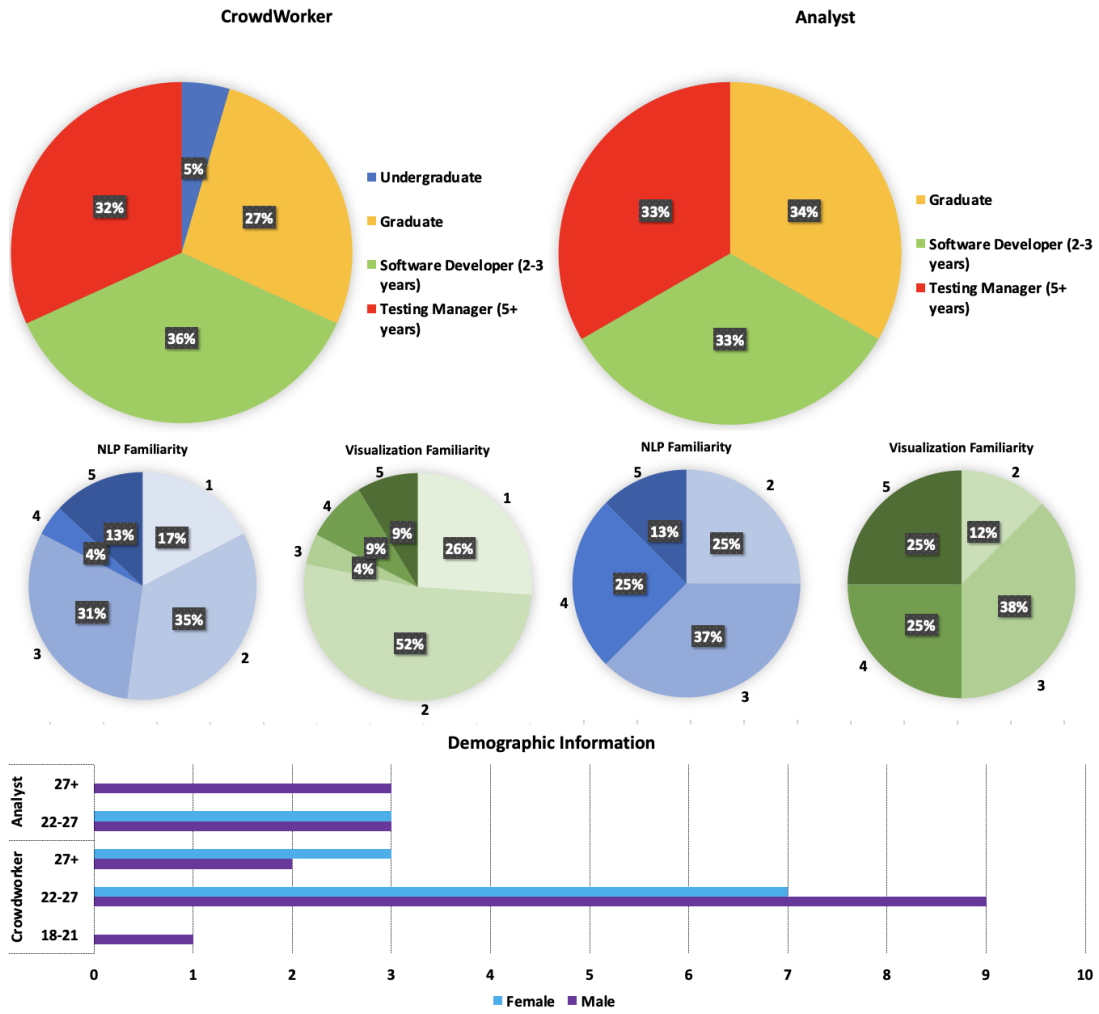 CrowdWorker
Analyst
5%
27%
36%
32%
Undergraduate
Graduate
Software Developer (2-3
years)
Testing Manager (5+
years)
34%
33%
33%
Graduate
Software Developer (2-3
years)
Testing Manager (5+
years)
NLP Familiarity
1
2
3
4
5
17%
35%
31%
4%
13%
Visualization Familiarity
1
2
3
4
5
26%
52%
4%
9%
9%
NLP Familiarity
2
3
4
5
25%
37%
25%
13%
Visualization Familiarity
2
3
4
5
12%
38%
25%
25%
Demographic Information
Analyst
27+
22-27
Crowdworker
27+
22-27
18-21
0 1 2 3 4 5 6 7 8 9 10
Female Male